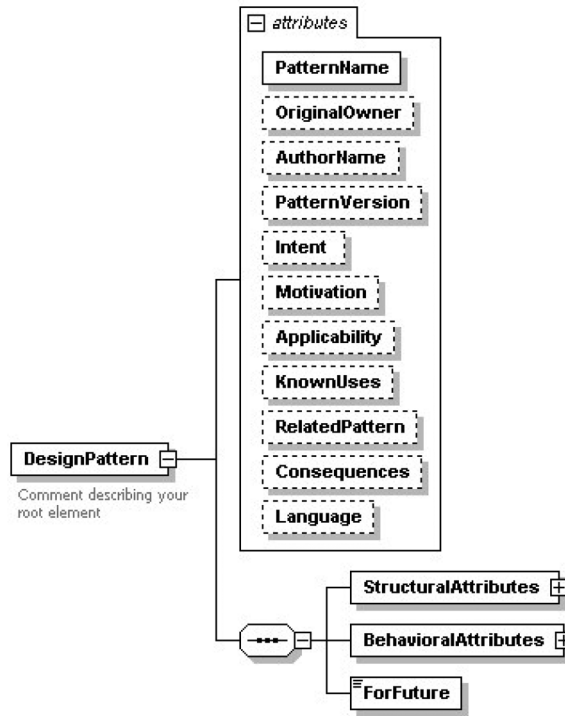 attributes
PatternName
OriginalOwner
AuthorName
PatternVersion
Intent
Motivation
Applicability
KnownUses
RelatedPattern
Consequences
Language
DesignPattern
Comment describing your
root element
StructuralAttributes
BehavioralAttributes
ForFuture